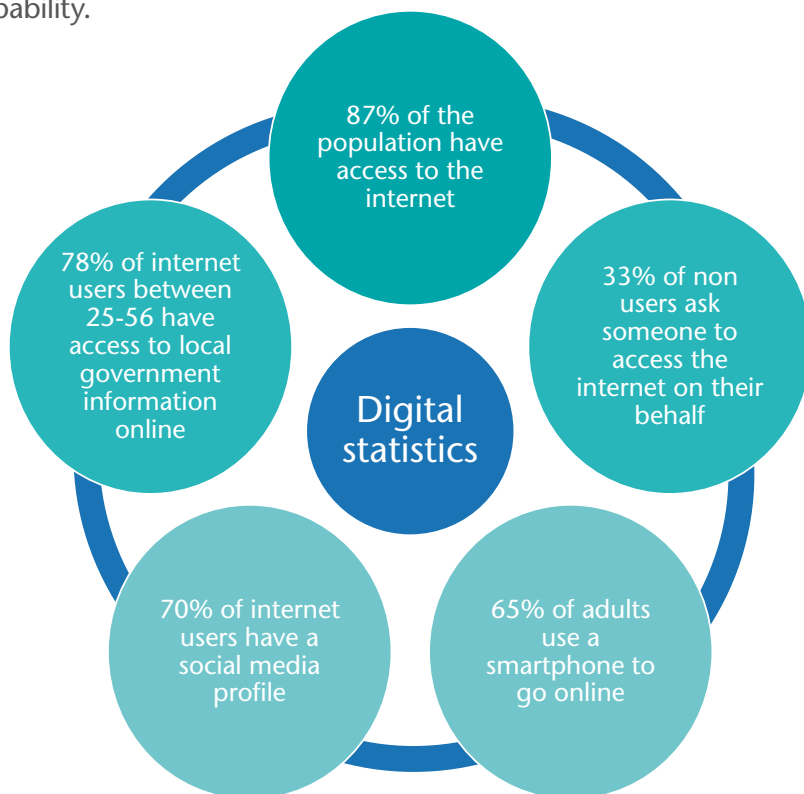 pability.
87% of the
population have
access to the
internet
33% of non
users ask
someone to
access the
internet on their
behalf
65% of adults
use a
smartphone to
go online
70% of internet
users have a
social media
profile
78% of internet
users between
25-56 have
access to local
government
information
online
Digital
statistics